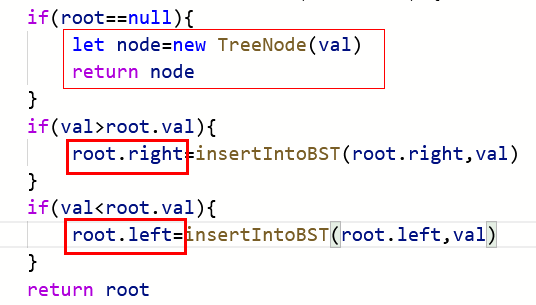 if(root==null){
let node=new TreeNode(val)
return node
}
if(val>root.val){
root.right=insertIntoBST(root.right,val)
}
if(val<root.val){
root.left=insertIntoBST(root.left,val)
}
return root